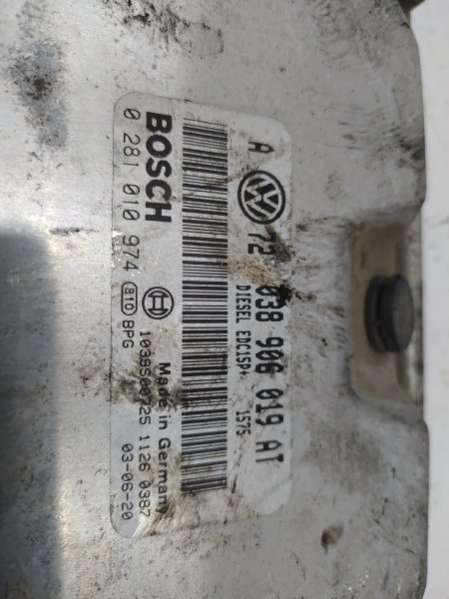 A 72 038 906 019 AT
DIESEL EDC15P+ 1575
BOSCH
0 281 010 974 810 BPG
Made in Germany
1039S00725 1126 0387
03-06-20